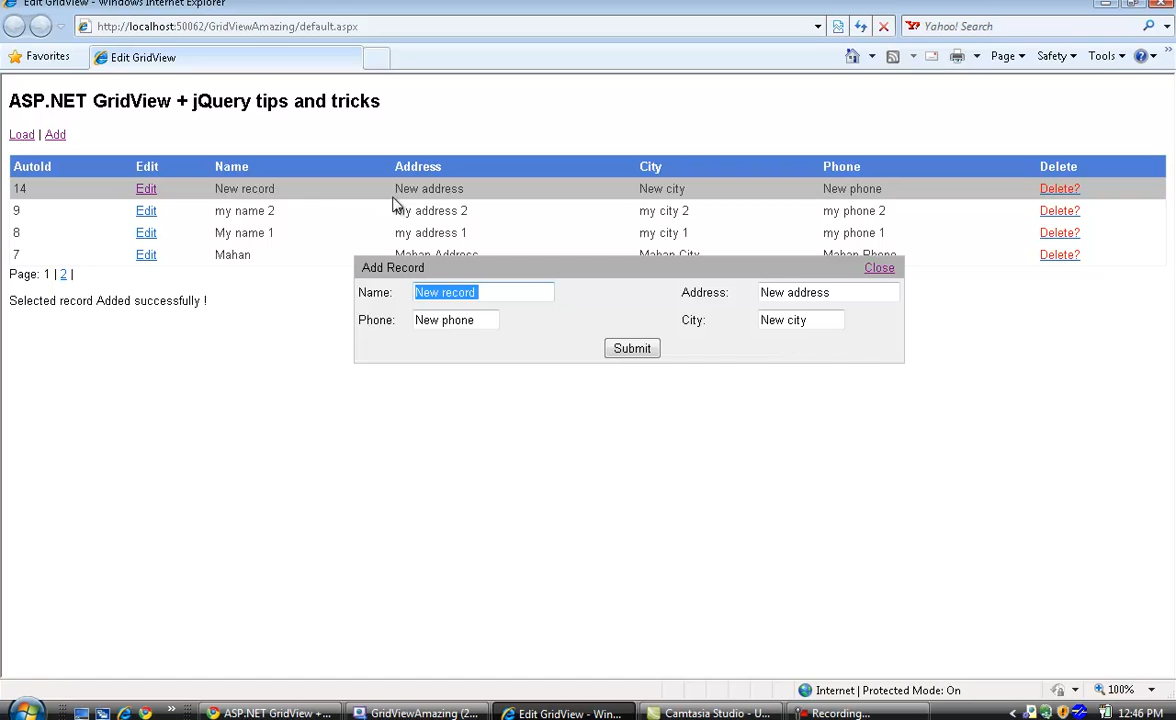 Edit GridView - Windows Internet Explorer
http://localhost:50062/GridViewAmazing/default.aspx
Yahoo! Search
Favorites
Edit GridView
Page
Safety
Tools
ASP.NET GridView + jQuery tips and tricks
Load | Add
AutoId Edit Name Address City Phone Delete
14 Edit New record New address New city New phone Delete?
9 Edit my name 2 my address 2 my city 2 my phone 2 Delete?
8 Edit My name 1 my address 1 my city 1 my phone 1 Delete?
7 Edit Mahan Mahan Address Mahan City Mahan Phone Delete?
Page: 1 | 2 |
Add Record Close
Name: New record Address: New address
Selected record Added successfully !
Phone: New phone City: New city
Submit
Internet | Protected Mode: On
100%
ASP.NET GridView +...
GridViewAmazing (2...
Edit GridView - Win...
Camtasia Studio - U...
Recording...
12:46 PM